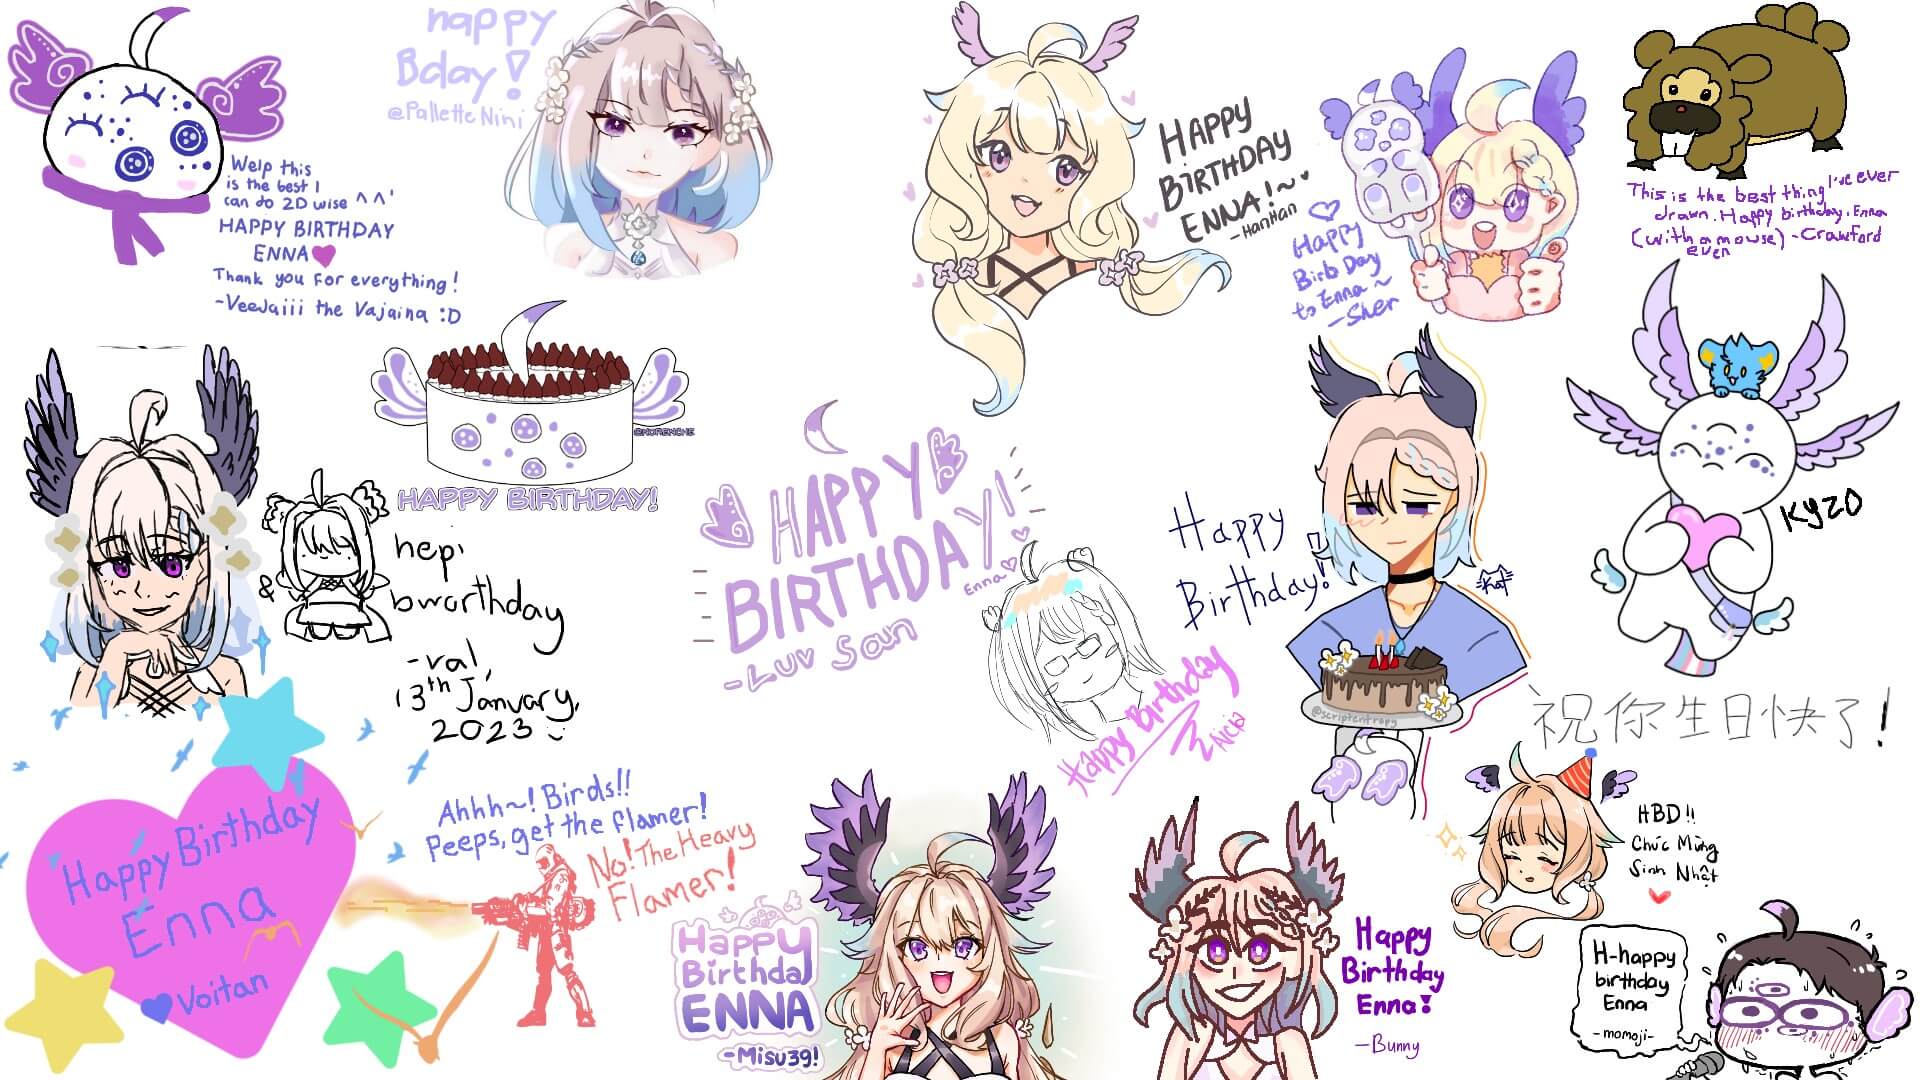 Welp this
is the best I
can do 2D wise ^^'
HAPPY BIRTHDAY
ENNA
Thank you for everything!
-VeeJaiii the Vajaina :D
happy
Bday!
@PalletteNini
HAPPY
BIRTHDAY
ENNA!~
-HanHan
Happy
Birb Day
to Enna~
-Sher
This is the best thing I've ever
drawn. Happy birthday, Enna
(with a mouse) -Crawford
even
@MORENCHE
HAPPY BIRTHDAY!
&
hepi
bworthday
-val,
13th January,
2023
HAPPY
BIRTHDAY!
Enna
-Luv San
Happy Birthday
Happy
Birthday!
Kat
@scriptentropy
KYZO
祝你生日快了!
Happy Birthday
Enna
Voitan
Ahhh~! Birds!!
Peeps, get the flamer!
No! The Heavy
Flamer!
Happy
Birthday
ENNA
-Misu39!
Happy
Birthday
Enna!
-Bunny
HBD!!
Chúc Mừng
Sinh Nhật
H-happy
birthday
Enna
-momoji-